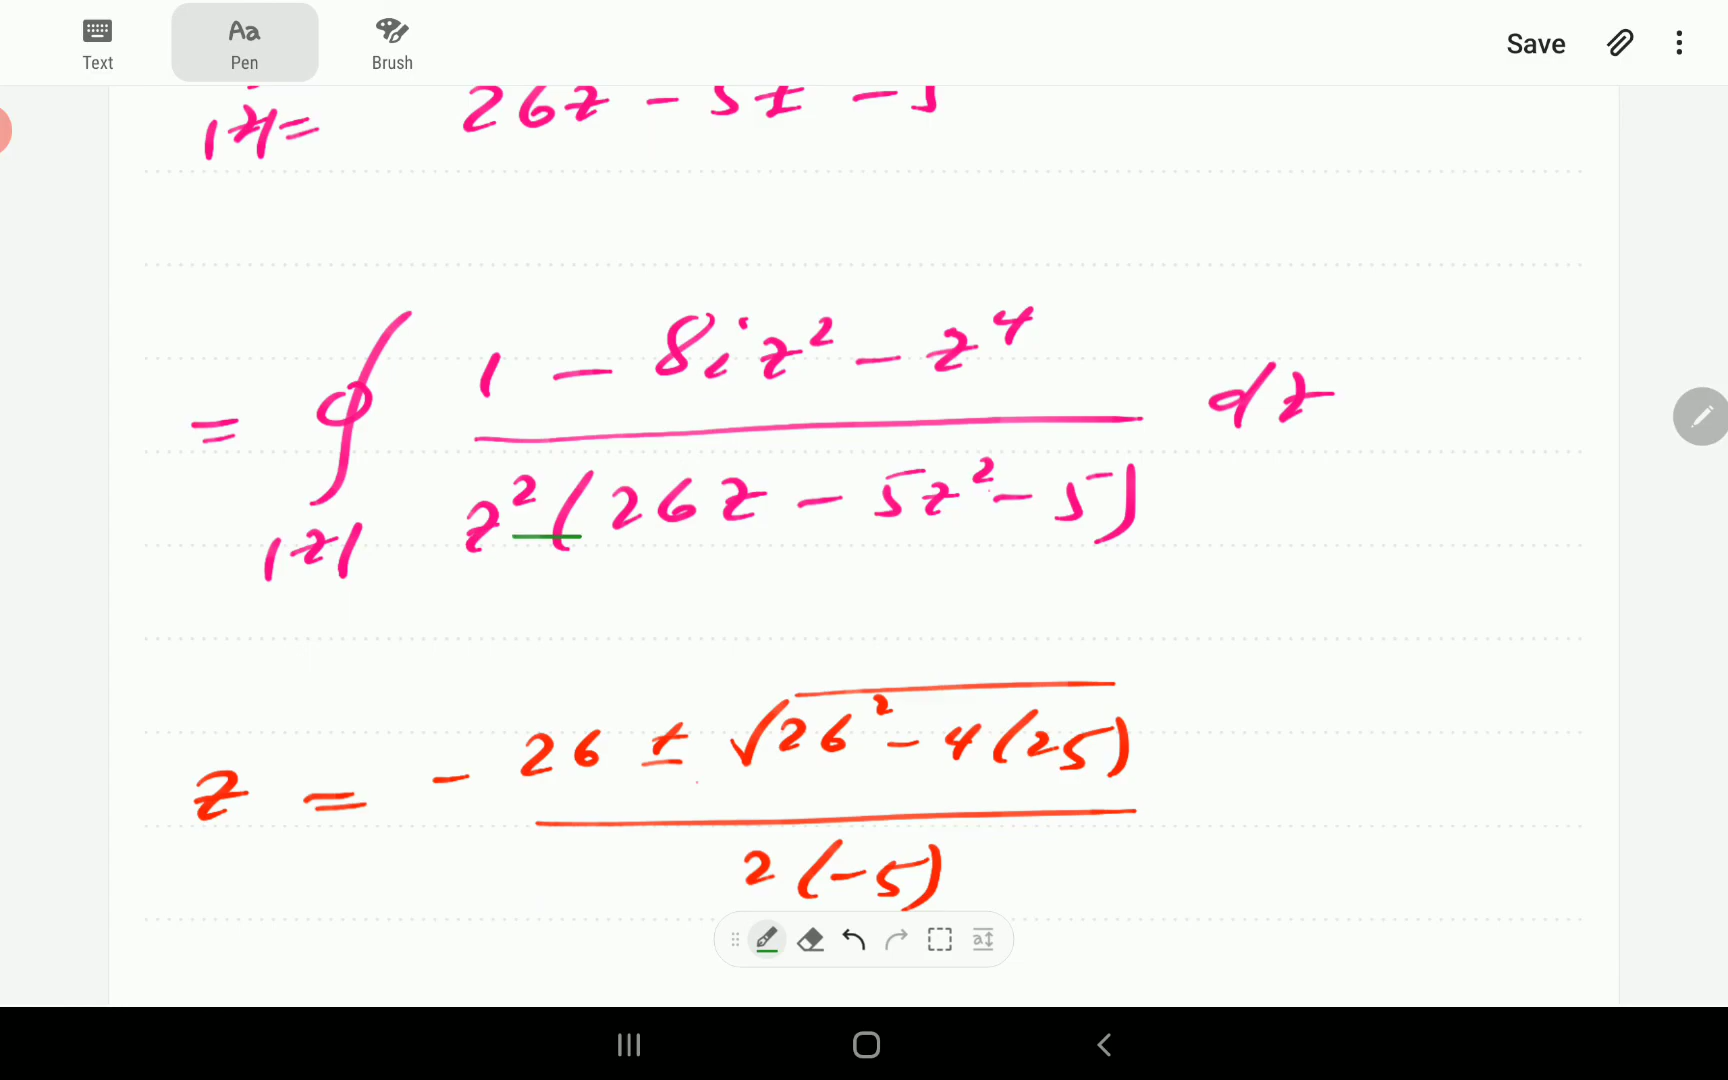 Text Pen Brush Save
|z|= 26z - 5z - 5
= ∮ 1 - 8iz² - z⁴ dz
|z| z²(26z - 5z² - 5)
z = - 26 ± √26² - 4(25)
2(-5)